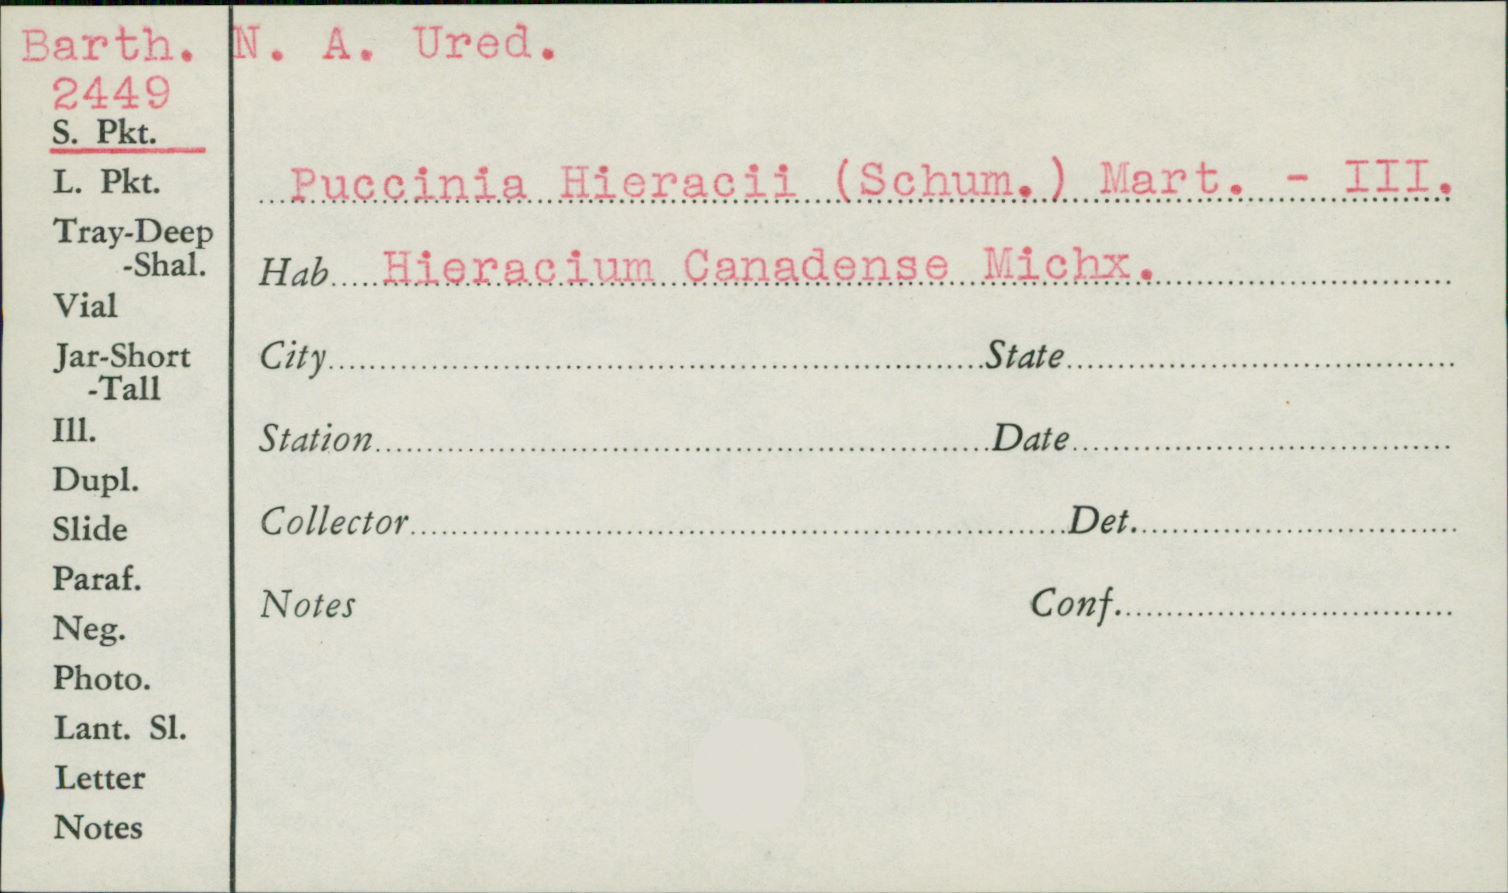 Barth. N. A. Ured.
2449
S. Pkt.
L. Pkt.
Tray-Deep
-Shal.
Vial
Jar-Short
-Tall
Ill.
Dupl.
Slide
Paraf.
Neg.
Photo.
Lant. Sl.
Letter
Notes
Puccinia Hieracii (Schum.) Mart. - III.
Hab. Hieracium Canadense Michx.
City State
Station Date
Collector Det.
Notes Conf.